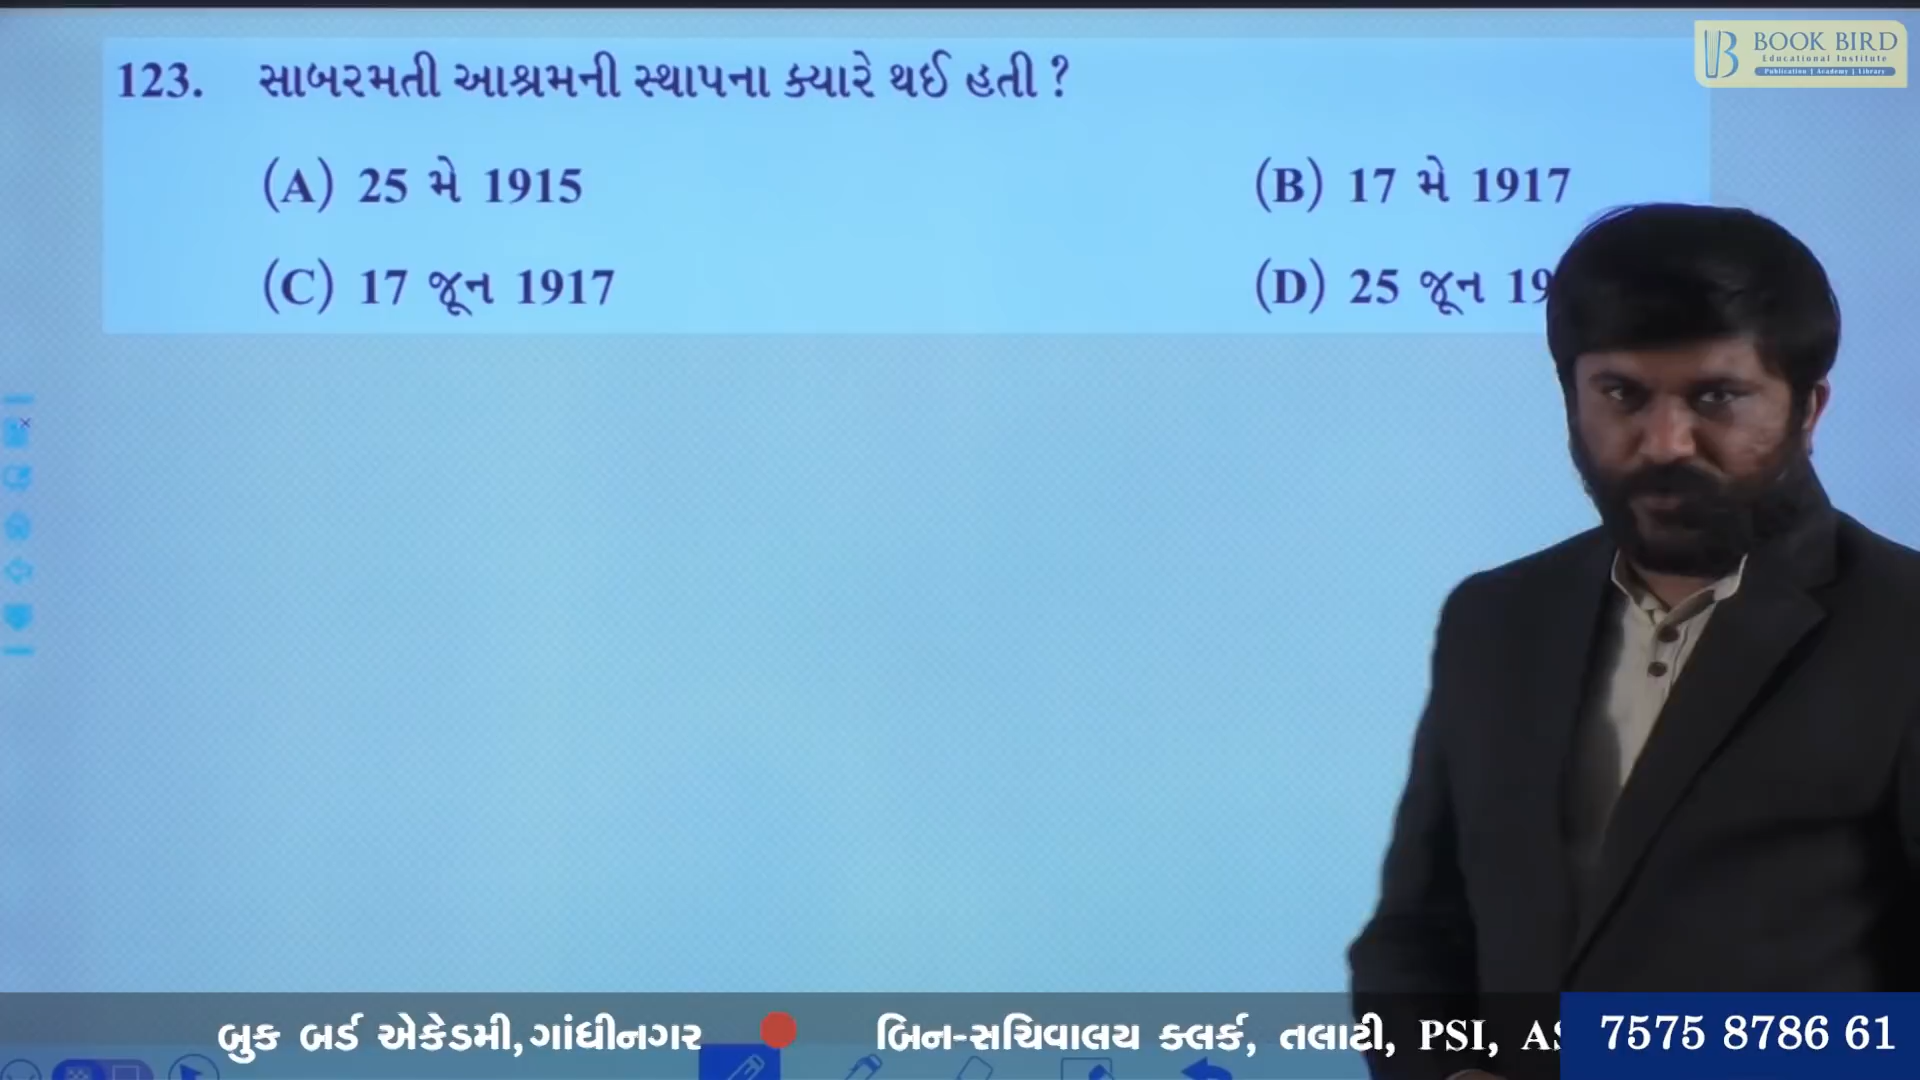 BOOK BIRD
Educational Institute
Publication | Academy | Library
123. સાબરમતી આશ્રમની સ્થાપના ક્યારે થઈ હતી ?
(A) 25 મે 1915
(B) 17 મે 1917
(C) 17 જૂન 1917
(D) 25 જૂન 19
બુક બર્ડ એકેડમી,ગાંધીનગર
બિન-સચિવાલય ક્લર્ક, તલાટી, PSI,
7575 8786 61